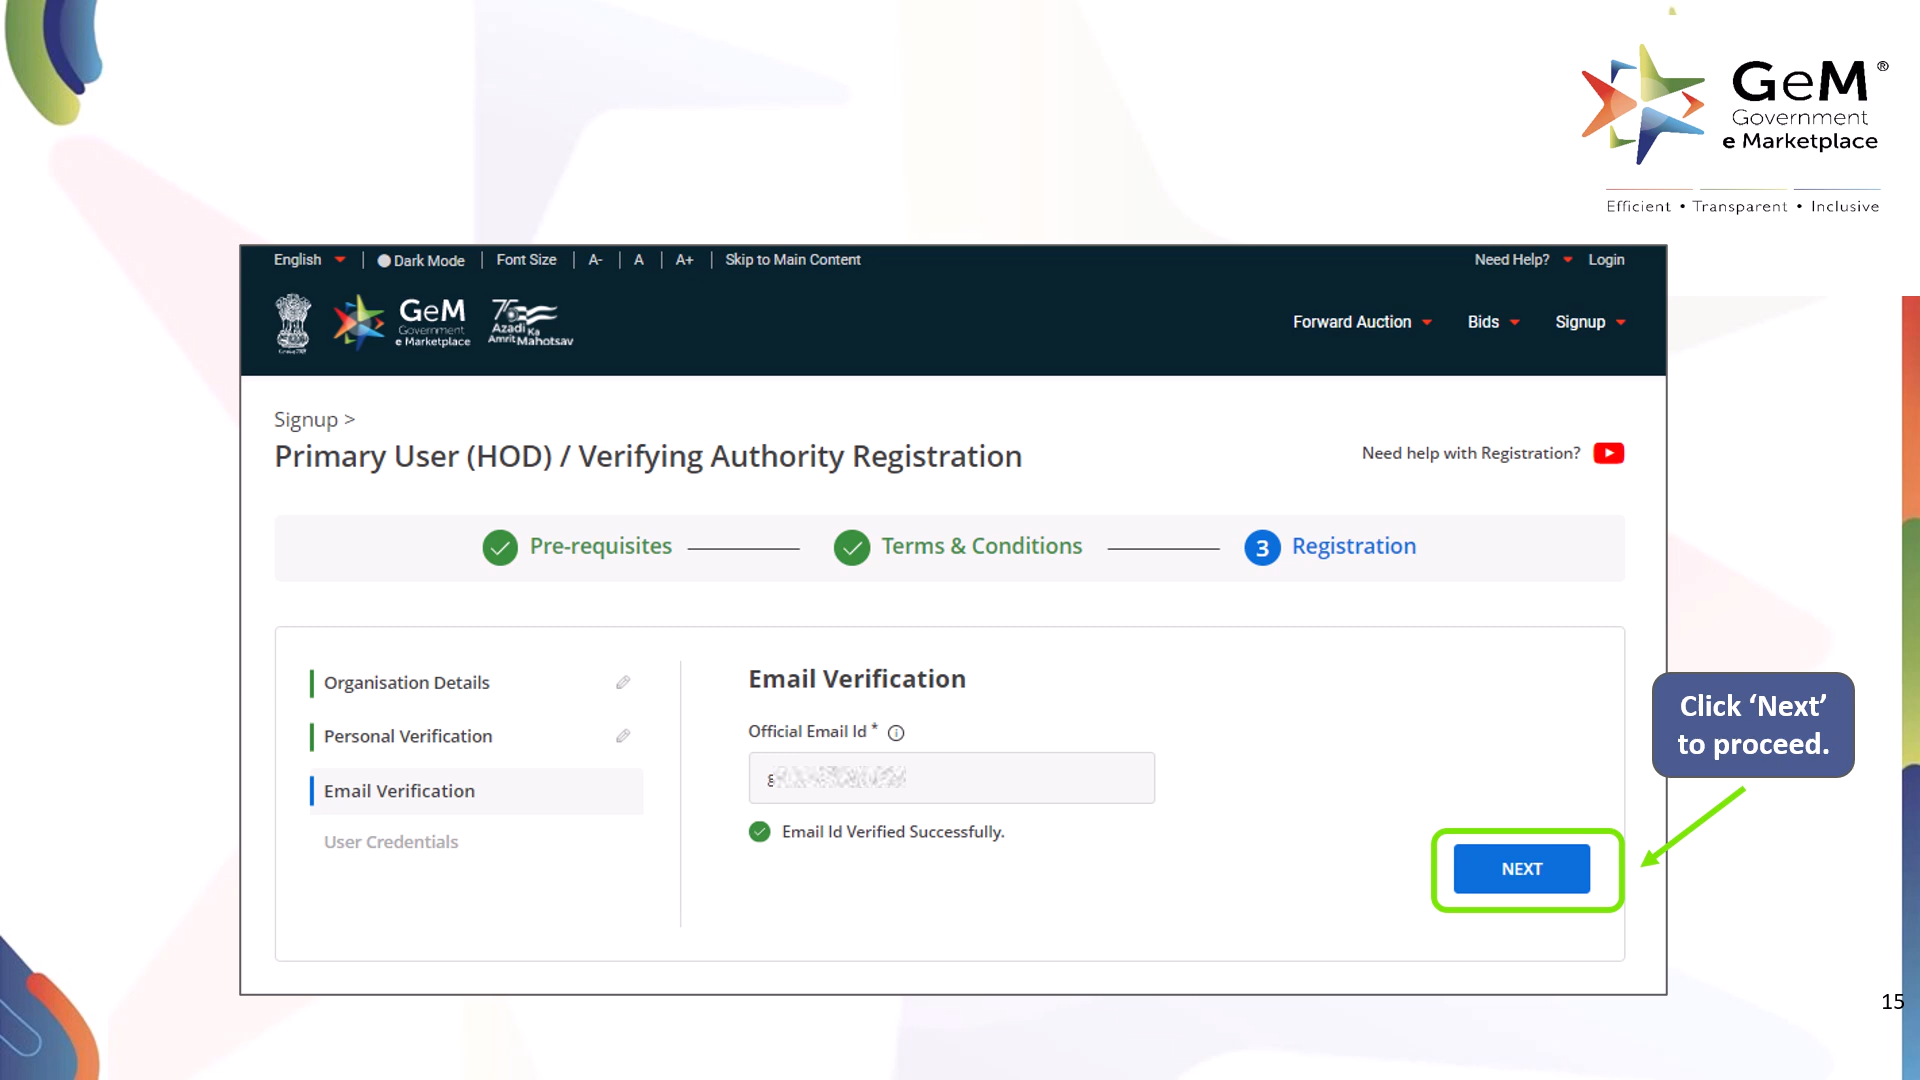 GeM®
Government
e Marketplace
Efficient • Transparent • Inclusive
English | Dark Mode | Font Size | A- | A | A+ | Skip to Main Content
Need Help? Login
GeM
Government
e Marketplace
75
Azadi Ka
Amrit Mahotsav
Forward Auction Bids Signup
Signup >
Primary User (HOD) / Verifying Authority Registration
Need help with Registration?
Pre-requisites
Terms & Conditions
3 Registration
Organisation Details
Personal Verification
Email Verification
User Credentials
Email Verification
Official Email Id *
Email Id Verified Successfully.
NEXT
Click ‘Next’
to proceed.
15